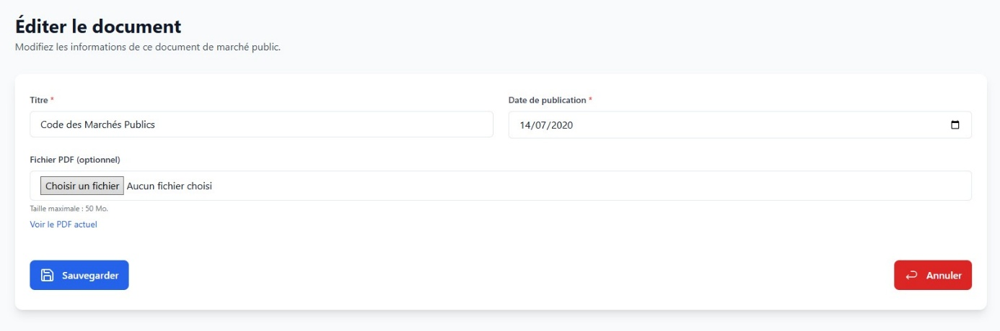 Éditer le document
Modifiez les informations de ce document de marché public.
Titre *
Date de publication *
Code des Marchés Publics
14/07/2020
Fichier PDF (optionnel)
Choisir un fichier Aucun fichier choisi
Taille maximale : 50 Mo.
Voir le PDF actuel
Sauvegarder
Annuler